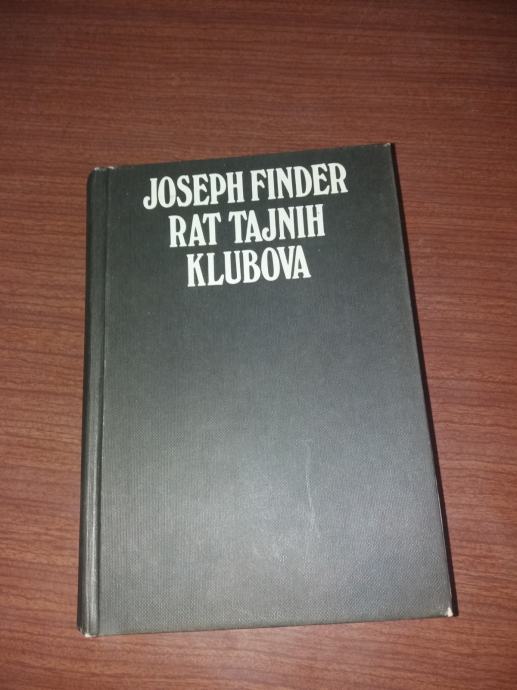 JOSEPH FINDER
RAT TAJNIH
KLUBOVA